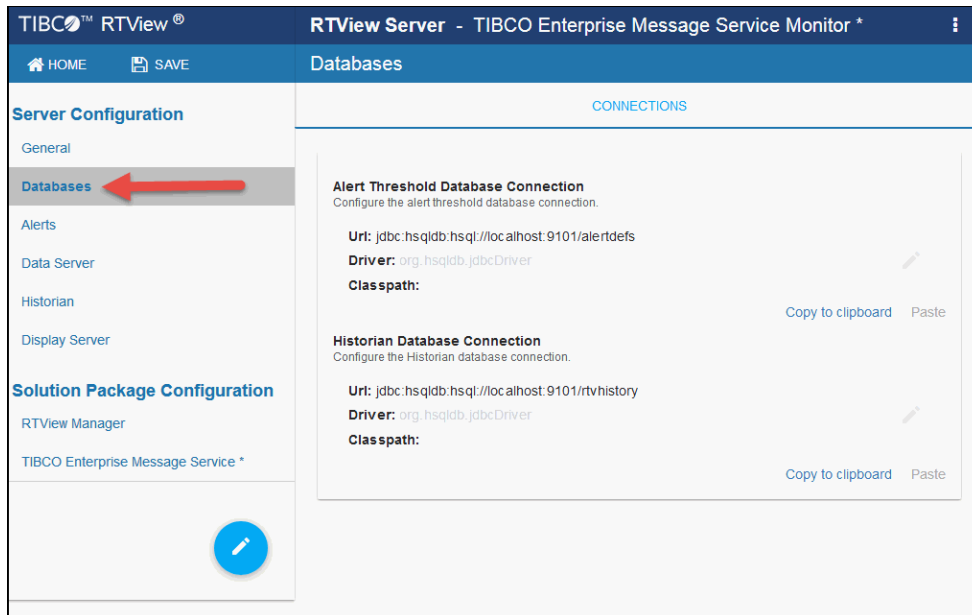 TIBCO™ RTView ®
RTView Server - TIBCO Enterprise Message Service Monitor *
HOME
SAVE
Databases
Server Configuration
General
Databases
Alerts
Data Server
Historian
Display Server
Solution Package Configuration
RTView Manager
TIBCO Enterprise Message Service *
CONNECTIONS
Alert Threshold Database Connection
Configure the alert threshold database connection.
Url: jdbc:hsqldb:hsql://localhost:9101/alertdefs
Driver: org.hsqldb.jdbcDriver
Classpath:
Copy to clipboard Paste
Historian Database Connection
Configure the Historian database connection.
Url: jdbc:hsqldb:hsql://localhost:9101/rtvhistory
Driver: org.hsqldb.jdbcDriver
Classpath:
Copy to clipboard Paste